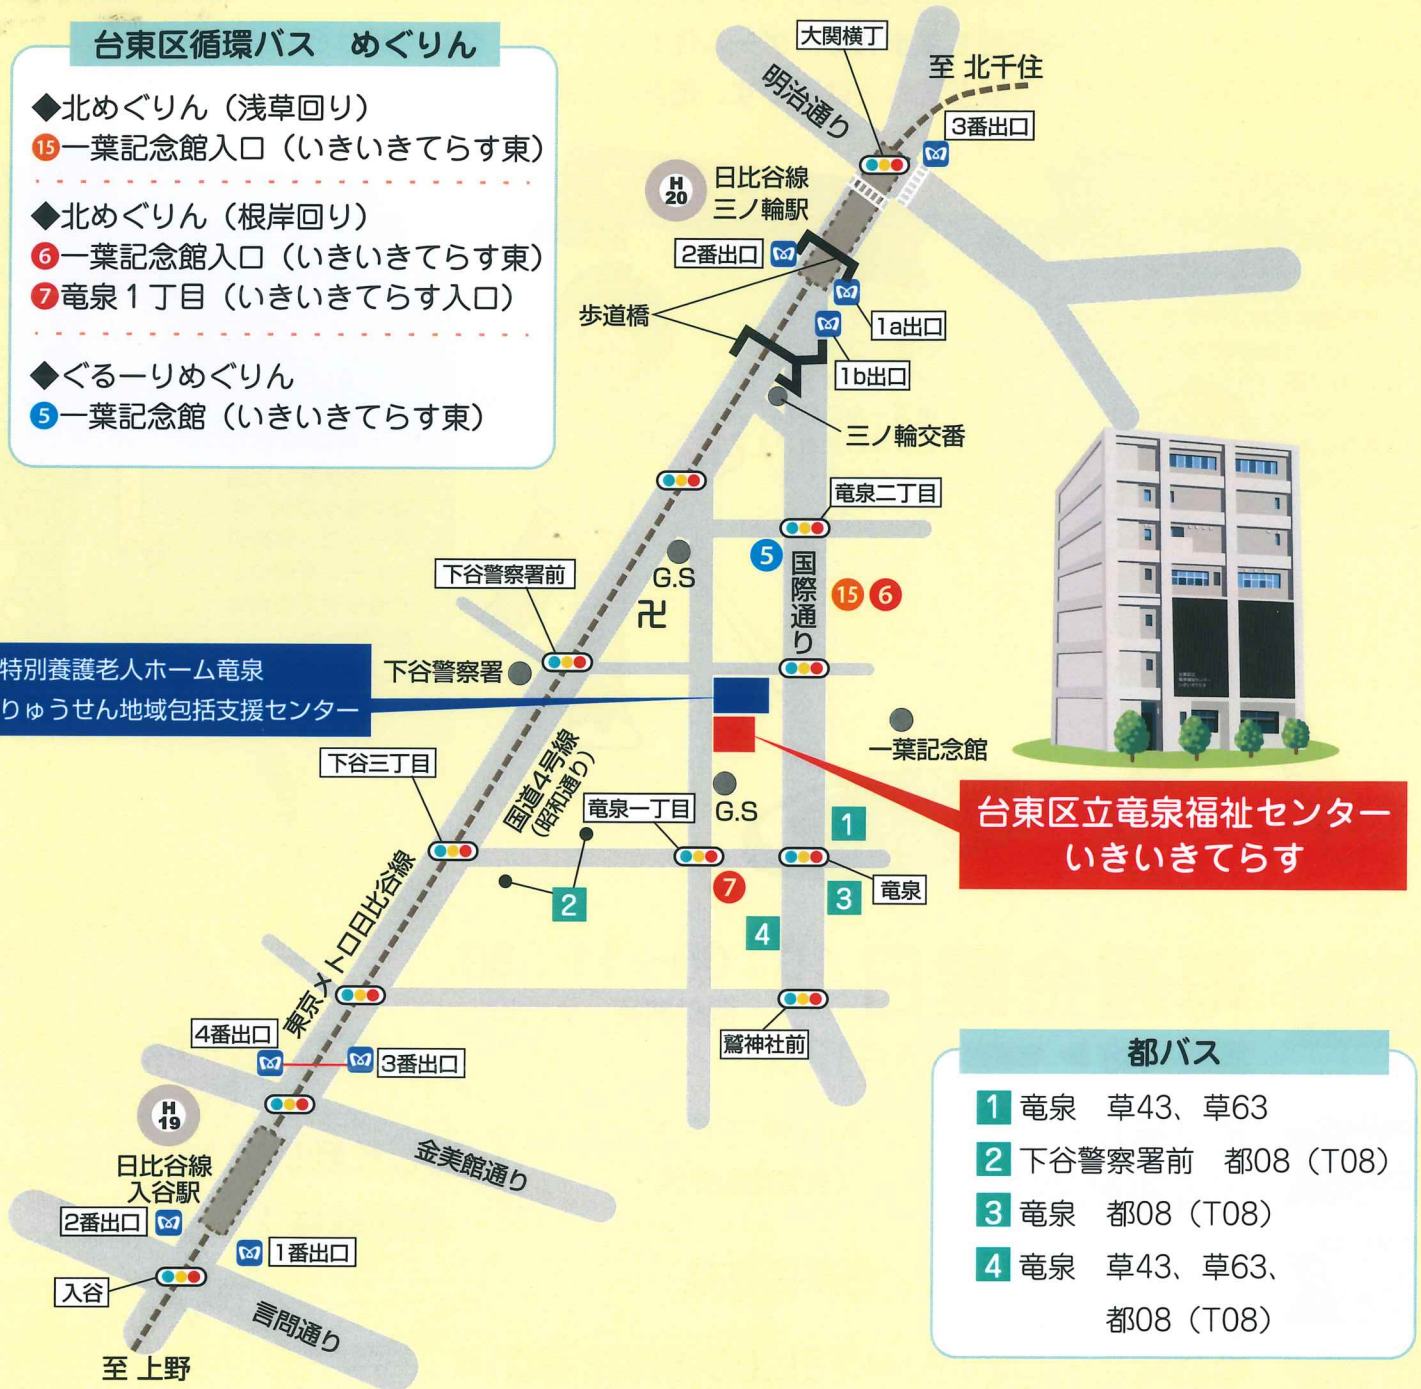 台東区循環バス　めぐりん
◆北めぐりん（浅草回り）
15一葉記念館入口（いきいきてらす東）
◆北めぐりん（根岸回り）
6一葉記念館入口（いきいきてらす東）
7竜泉１丁目（いきいきてらす入口）
◆ぐるーりめぐりん
5一葉記念館（いきいきてらす東）
大関横丁
至 北千住
明治通り
3番出口
H
20
日比谷線
三ノ輪駅
2番出口
歩道橋
1a出口
1b出口
三ノ輪交番
竜泉二丁目
5
国際通り
15 6
G.S
卍
下谷警察署前
特別養護老人ホーム竜泉
りゅうせん地域包括支援センター
下谷警察署
一葉記念館
下谷三丁目
国道4号線
(昭和通り)
竜泉一丁目
G.S
台東区立竜泉福祉センター
いきいきてらす
1
2
7
3
竜泉
4
東京メトロ日比谷線
鷲神社前
4番出口
3番出口
H
19
日比谷線
入谷駅
金美館通り
2番出口
1番出口
入谷
言問通り
至 上野
都バス
1 竜泉　草43、草63
2 下谷警察署前　都08（T08）
3 竜泉　都08（T08）
4 竜泉　草43、草63、
都08（T08）